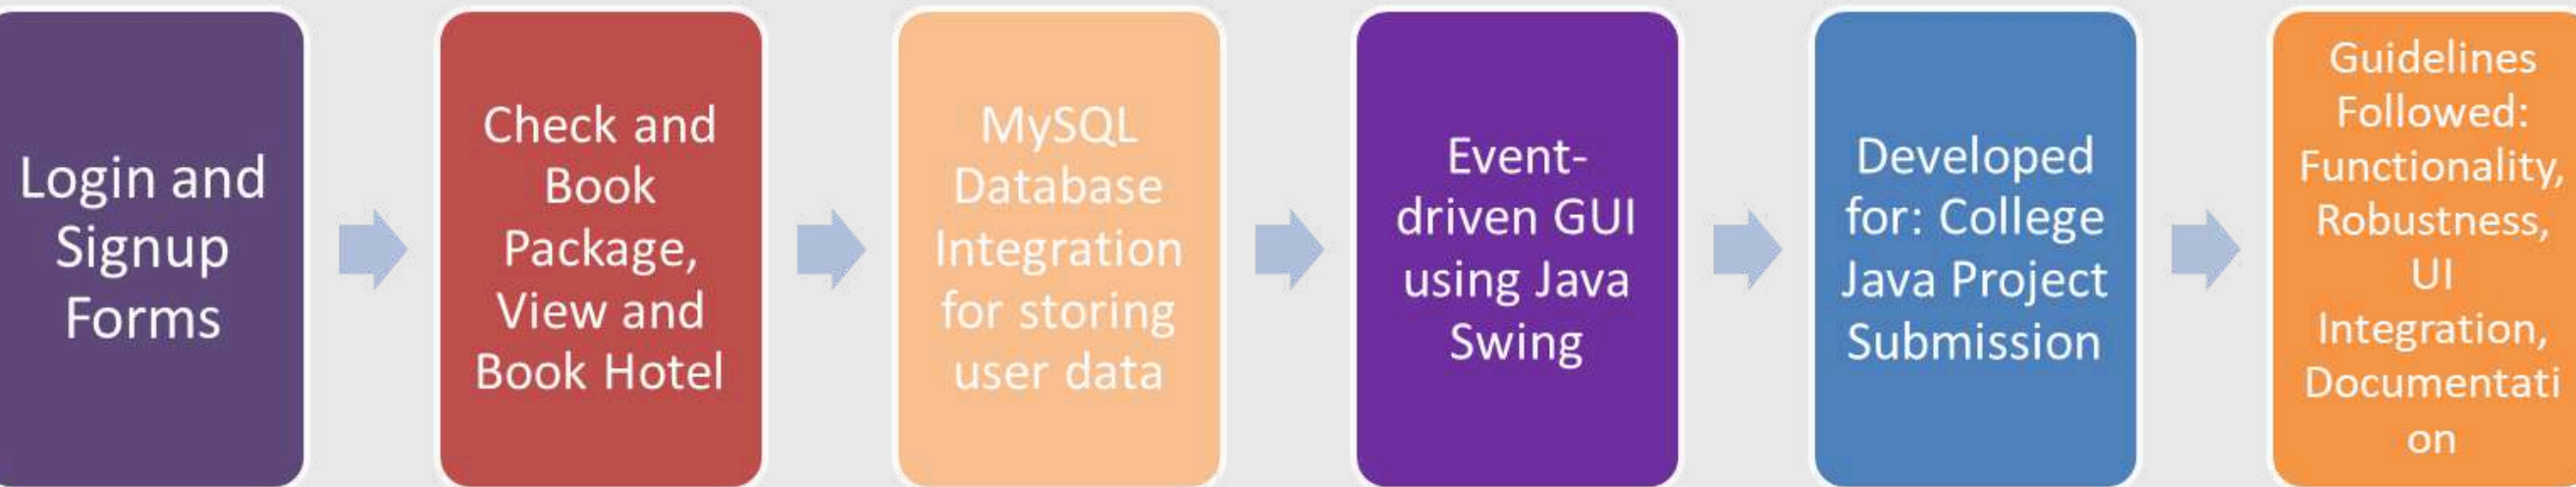 Login and
Signup
Forms
Check and
Book
Package,
View and
Book Hotel
MySQL
Database
Integration
for storing
user data
Event-
driven GUI
using Java
Swing
Developed
for: College
Java Project
Submission
Guidelines
Followed:
Functionality,
Robustness,
UI
Integration,
Documentati
on